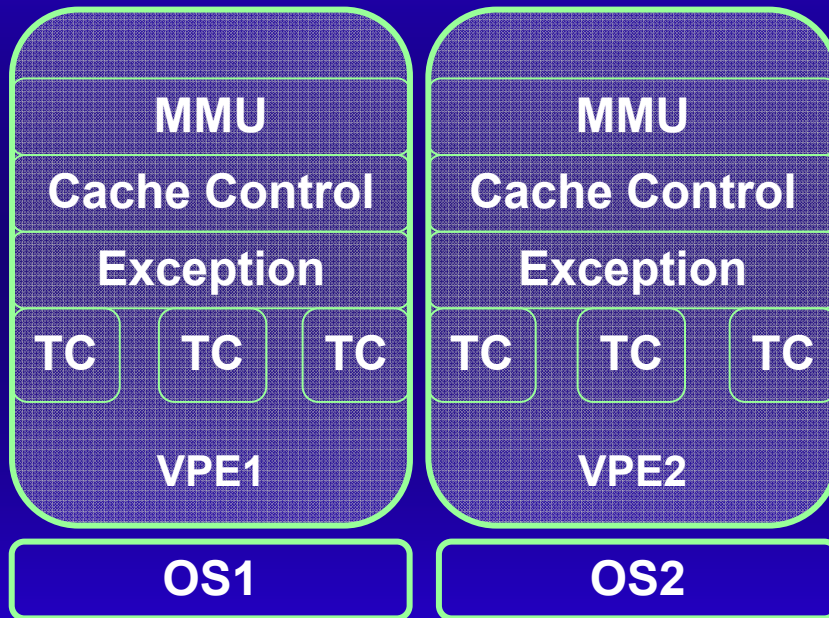 MMU
Cache Control
Exception
TC TC TC
VPE1
OS1
MMU
Cache Control
Exception
TC TC TC
VPE2
OS2